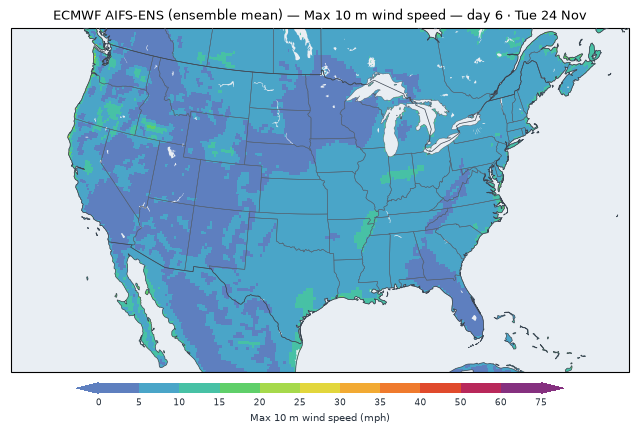 ECMWF AIFS-ENS (ensemble mean) — Max 10 m wind speed — day 6 · Tue 24 Nov
0 5 10 15 20 25 30 35 40 50 60 75
Max 10 m wind speed (mph)